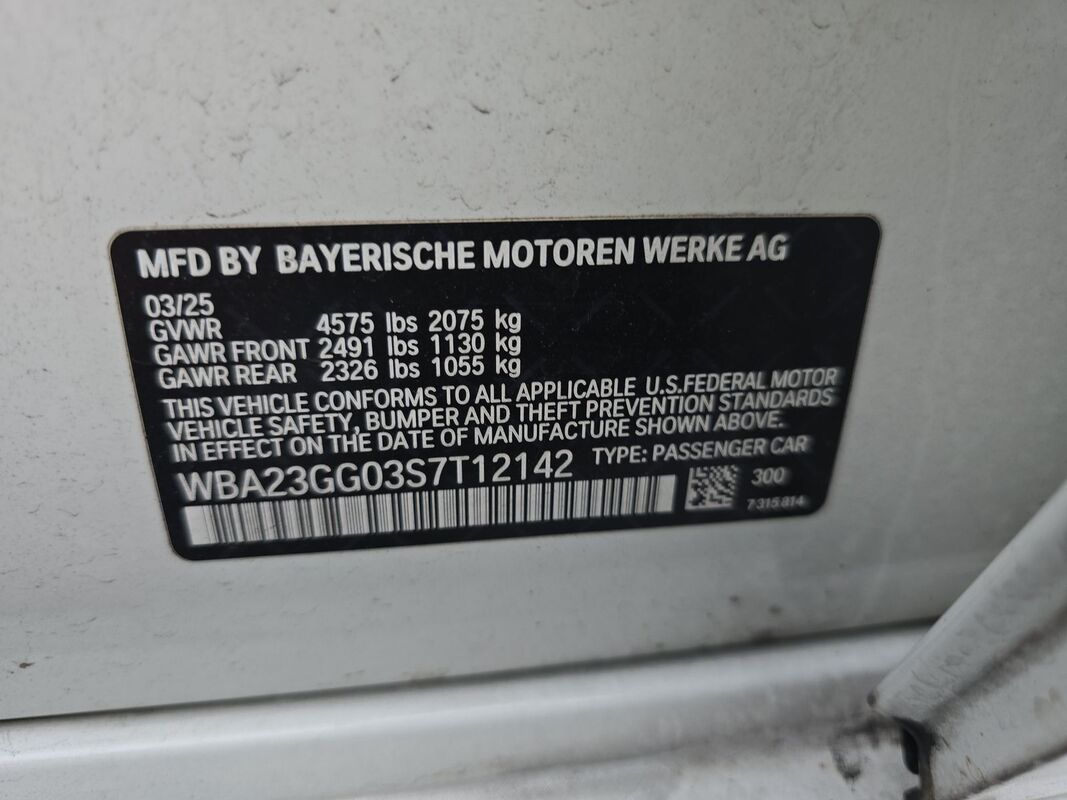 MFD BY BAYERISCHE MOTOREN WERKE AG
03/25
GVWR 4575 lbs 2075 kg
GAWR FRONT 2491 lbs 1130 kg
GAWR REAR 2326 lbs 1055 kg
THIS VEHICLE CONFORMS TO ALL APPLICABLE U.S.FEDERAL MOTOR
VEHICLE SAFETY, BUMPER AND THEFT PREVENTION STANDARDS
IN EFFECT ON THE DATE OF MANUFACTURE SHOWN ABOVE.
WBA23GG03S7T12142 TYPE: PASSENGER CAR
300
7315814